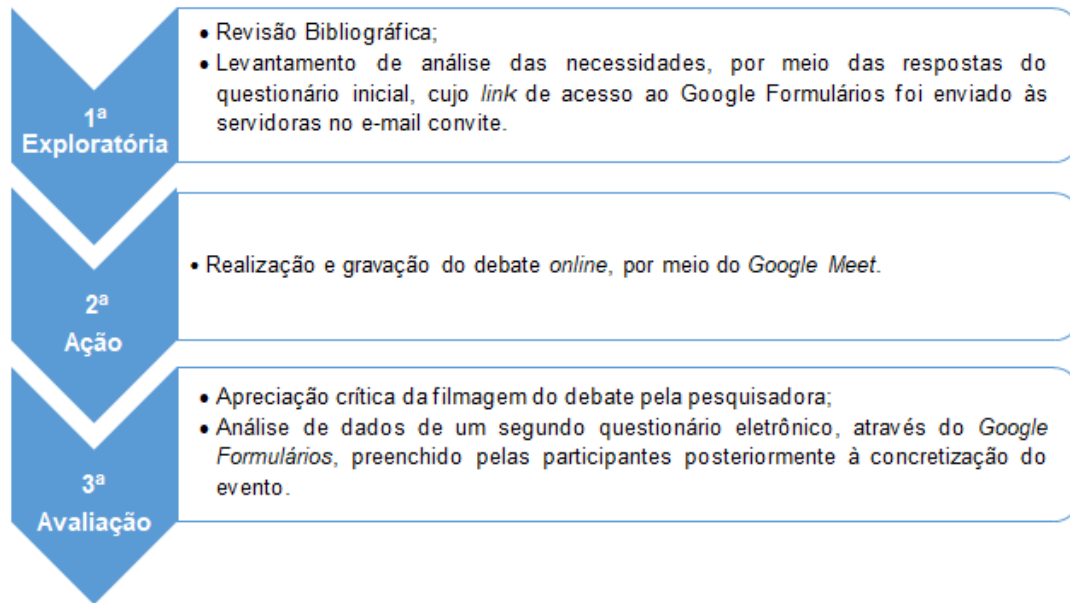 1ª
Exploratória
• Revisão Bibliográfica;
• Levantamento de análise das necessidades, por meio das respostas do
questionário inicial, cujo link de acesso ao Google Formulários foi enviado às
servidoras no e-mail convite.
2ª
Ação
• Realização e gravação do debate online, por meio do Google Meet.
3ª
Avaliação
• Apreciação crítica da filmagem do debate pela pesquisadora;
• Análise de dados de um segundo questionário eletrônico, através do Google
Formulários, preenchido pelas participantes posteriormente à concretização do
evento.